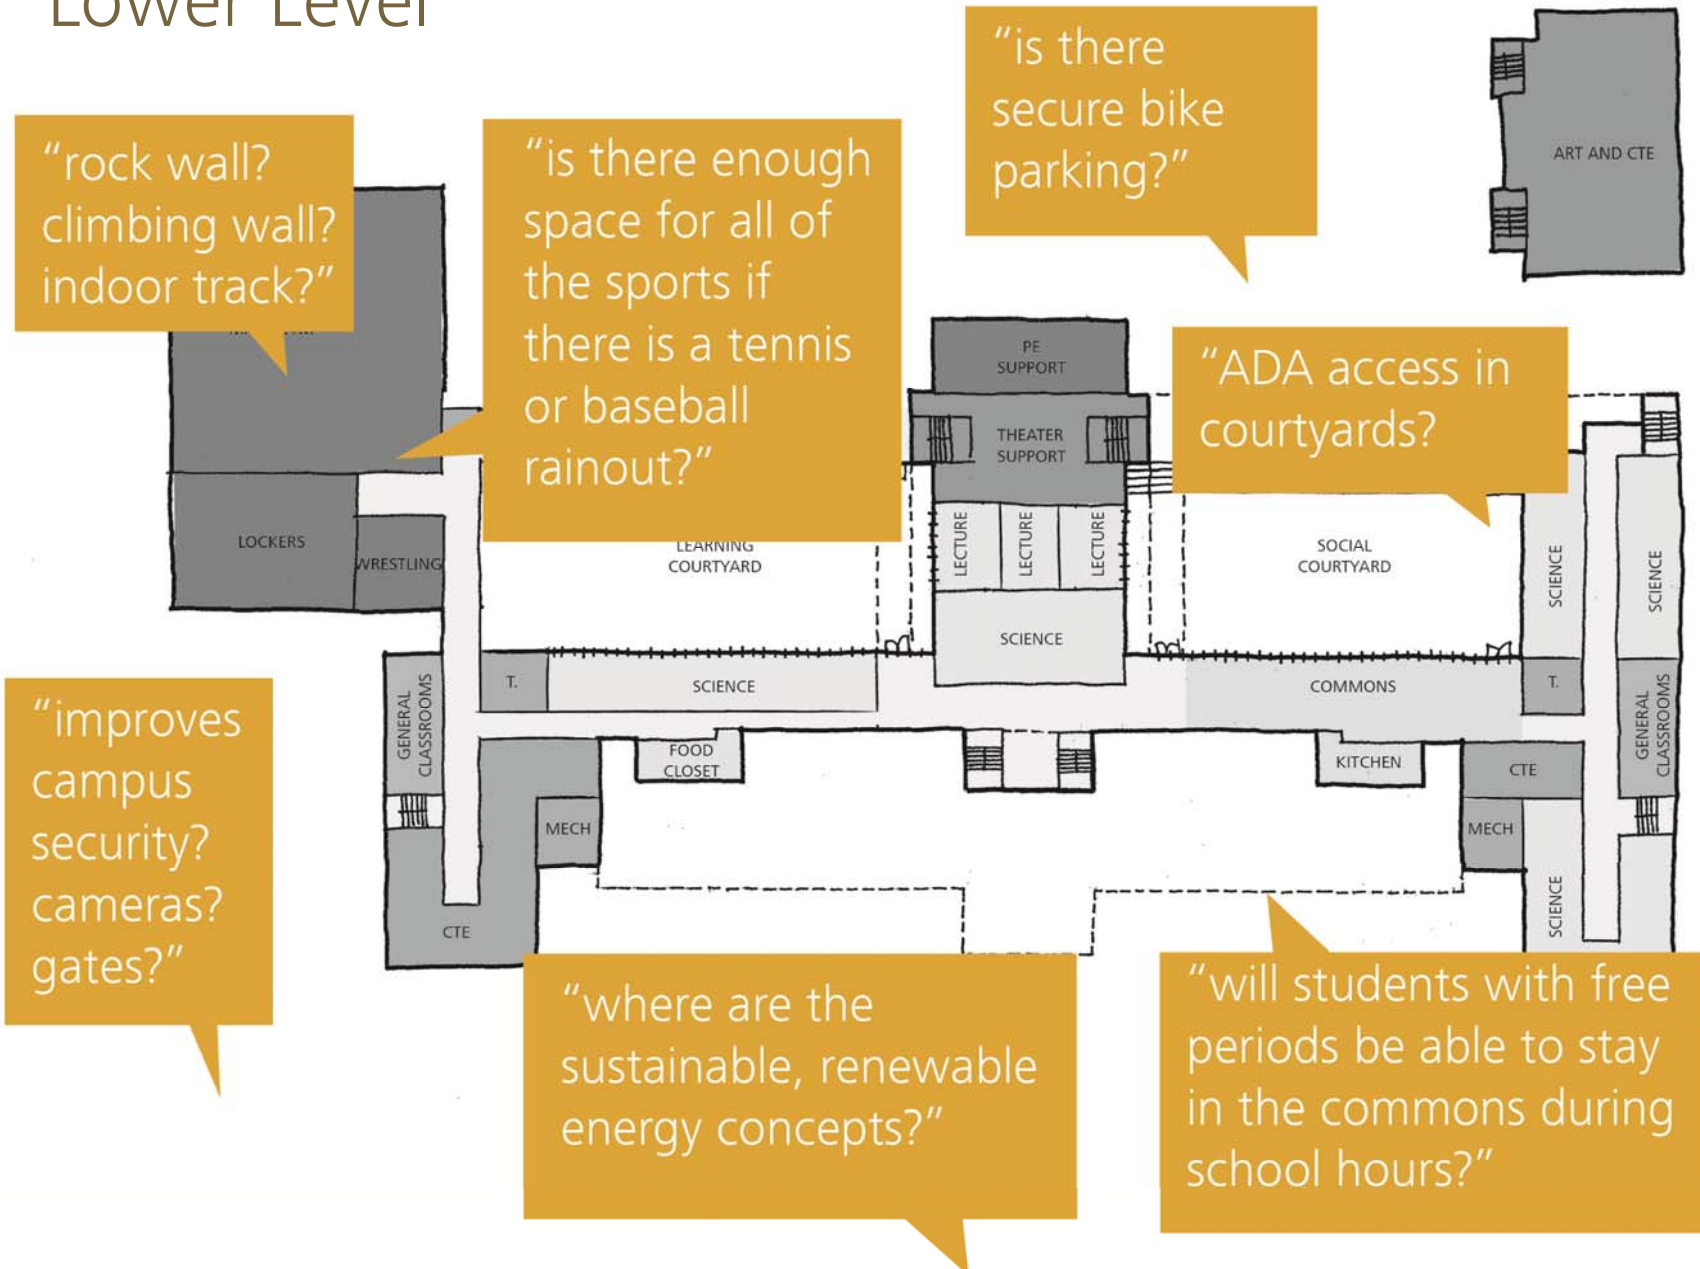 Lower Level
“is there
secure bike
parking?”
“rock wall?
climbing wall?
indoor track?”
“is there enough
space for all of
the sports if
there is a tennis
or baseball
rainout?”
ART AND CTE
PE
SUPPORT
“ADA access in
courtyards?
THEATER
SUPPORT
LOCKERS
WRESTLING
LEARNING
COURTYARD
LECTURE
LECTURE
LECTURE
SOCIAL
COURTYARD
SCIENCE
SCIENCE
SCIENCE
T.
SCIENCE
COMMONS
T.
GENERAL
CLASSROOMS
GENERAL
CLASSROOMS
“improves
campus
security?
cameras?
gates?”
FOOD
CLOSET
KITCHEN
CTE
MECH
MECH
CTE
SCIENCE
“where are the
sustainable, renewable
energy concepts?”
“will students with free
periods be able to stay
in the commons during
school hours?”